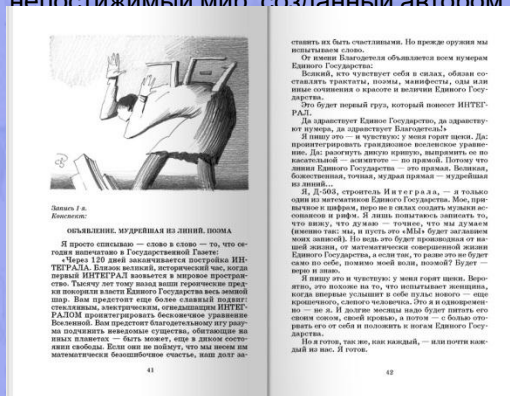 непостижимый мир, созданный автором
Запись 1-я.
Конспект:
ОБЪЯВЛЕНИЕ. МУДРЕЙШАЯ ИЗ ЛИНИЙ. ПОЭМА
Я просто списываю — слово в слово — то, что се-
годня напечатано в Государственной Газете:
«Через 120 дней заканчивается постройка ИН-
ТЕГРАЛА. Близок великий, исторический час, когда
первый ИНТЕГРАЛ взовьется в мировое простран-
ство. Тысячу лет тому назад ваши героические пред-
ки покорили власти Единого Государства весь земной
шар. Вам предстоит еще более славный подвиг:
стеклянным, электрическим, огнедышащим ИНТЕГ-
РАЛОМ проинтегрировать бесконечное уравнение
Вселенной. Вам предстоит благодетельному игу разу-
ма подчинить неведомые существа, обитающие на
иных планетах — быть может, еще в диком состоя-
нии свободы. Если они не поймут, что мы несем им
математически безошибочное счастье, наш долг за-
41
ставить их быть счастливыми. Но прежде оружия мы
испытываем слово.
От имени Благодетеля объявляется всем нумерам
Единого Государства:
Всякий, кто чувствует себя в силах, обязан со-
ставлять трактаты, поэмы, манифесты, оды или
иные сочинения о красоте и величии Единого Госу-
дарства.
Это будет первый груз, который понесет ИНТЕГ-
РАЛ.
Да здравствует Единое Государство, да здравству-
ют нумера, да здравствует Благодетель!»
Я пишу это — и чувствую: у меня горят щеки. Да:
проинтегрировать грандиозное вселенское уравне-
ние. Да: разогнуть дикую кривую, выпрямить ее по
касательной — асимптоте — по прямой. Потому что
линия Единого Государства — это прямая. Великая,
божественная, точная, мудрая прямая — мудрейшая
из линий...
Я, Д-503, строитель Интеграла, — я только
один из математиков Единого Государства. Мое, при-
вычное к цифрам, перо не в силах создать музыки ас-
сонансов и рифм. Я лишь попытаюсь записать то,
что вижу, что думаю — точнее, что мы думаем
(именно так: мы, и пусть это «МЫ» будет заглавием
моих записей). Но ведь это будет производная от на-
шей жизни, от математически совершенной жизни
Единого Государства, а если так, то разве это не будет
само по себе, помимо моей воли, поэмой? Будет —
верю и знаю.
Я пишу это и чувствую: у меня горят щеки. Веро-
ятно, это похоже на то, что испытывает женщина,
когда впервые услышит в себе пульс нового — еще
крошечного, слепого человечка. Это я и одновремен-
но — не я. И долгие месяцы надо будет питать его
своим соком, своей кровью, а потом — с болью ото-
рвать его от себя и положить к ногам Единого Госу-
дарства.
Но я готов, так же, как каждый, — или почти каж-
дый из нас. Я готов.
42